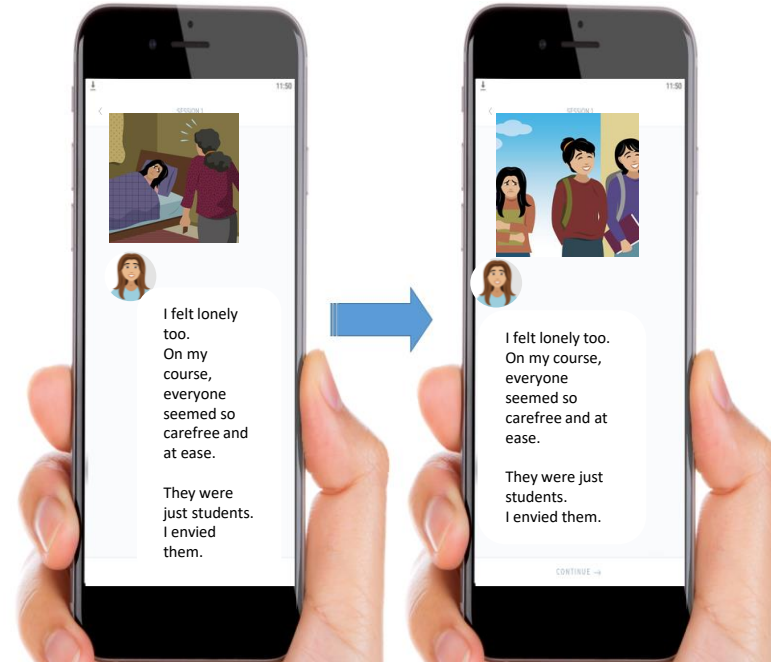 11:50
SESSION 1
I felt lonely
too.
On my
course,
everyone
seemed so
carefree and
at ease.
They were
just students.
I envied
them.
11:50
SESSION 1
I felt lonely too.
On my course,
everyone
seemed so
carefree and at
ease.
They were just
students.
I envied them.
CONTINUE →